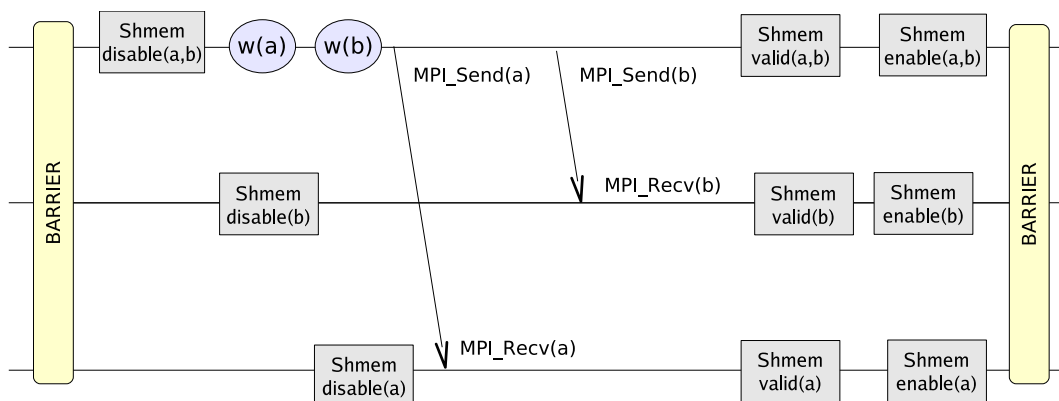 Shmem
disable(a,b)
w(a)
w(b)
MPI_Send(a)
MPI_Send(b)
Shmem
valid(a,b)
Shmem
enable(a,b)
BARRIER
BARRIER
Shmem
disable(b)
MPI_Recv(b)
Shmem
valid(b)
Shmem
enable(b)
Shmem
disable(a)
MPI_Recv(a)
Shmem
valid(a)
Shmem
enable(a)